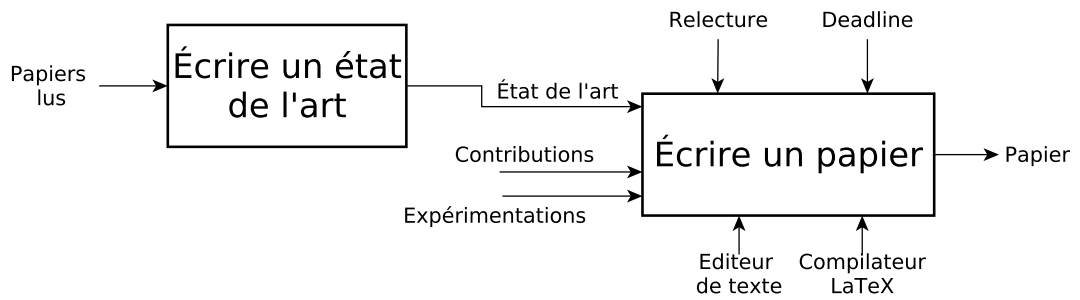 Relecture
Deadline
Papiers
lus
Écrire un état
de l'art
État de l'art
Contributions
Expérimentations
Écrire un papier
Papier
Editeur
de texte
Compilateur
LaTeX